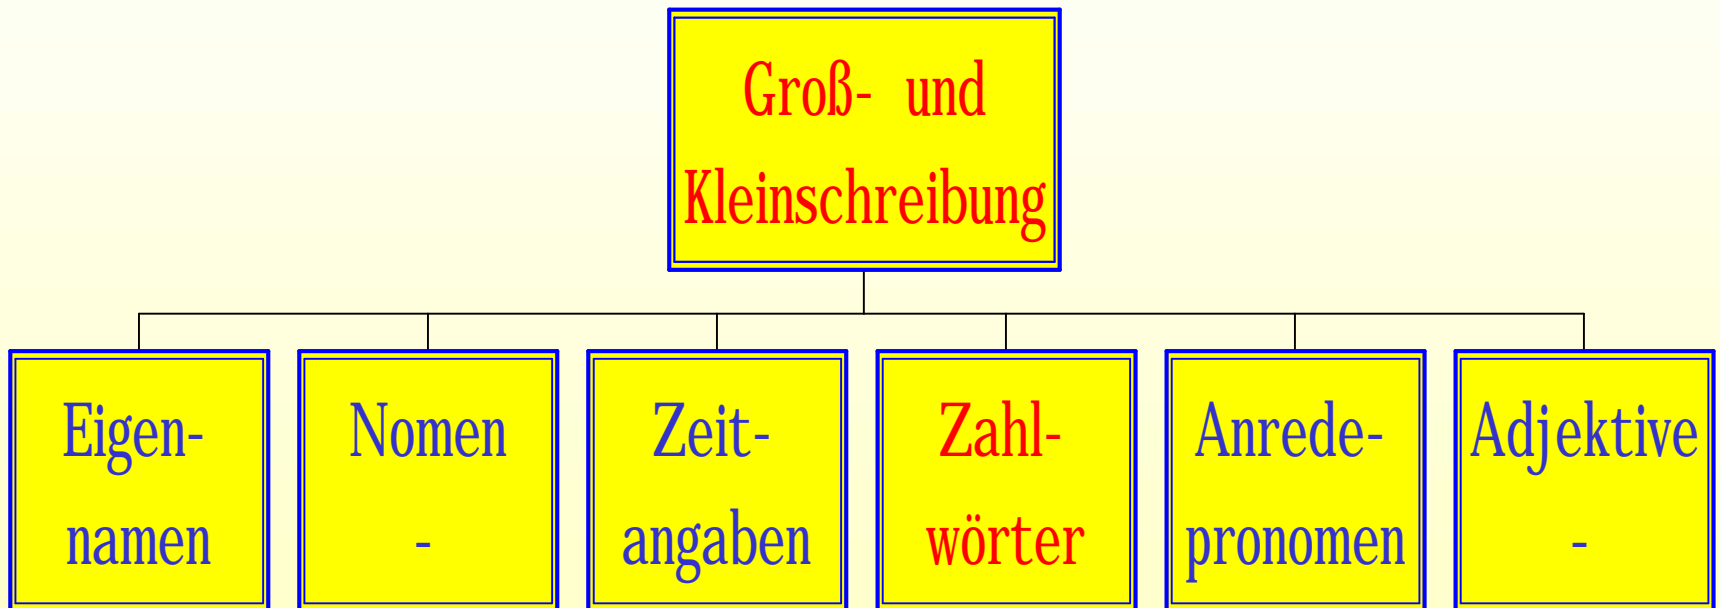 Groß- und
Kleinschreibung
Eigen-
namen
Nomen
-
Zeit-
angaben
Zahl-
wörter
Anrede-
pronomen
Adjektive
-